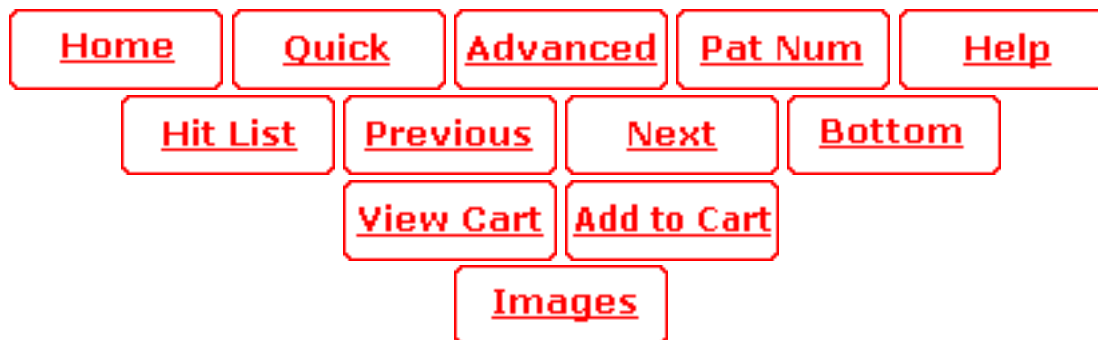 Home Quick Advanced Pat Num Help
Hit List Previous Next Bottom
View Cart Add to Cart
Images